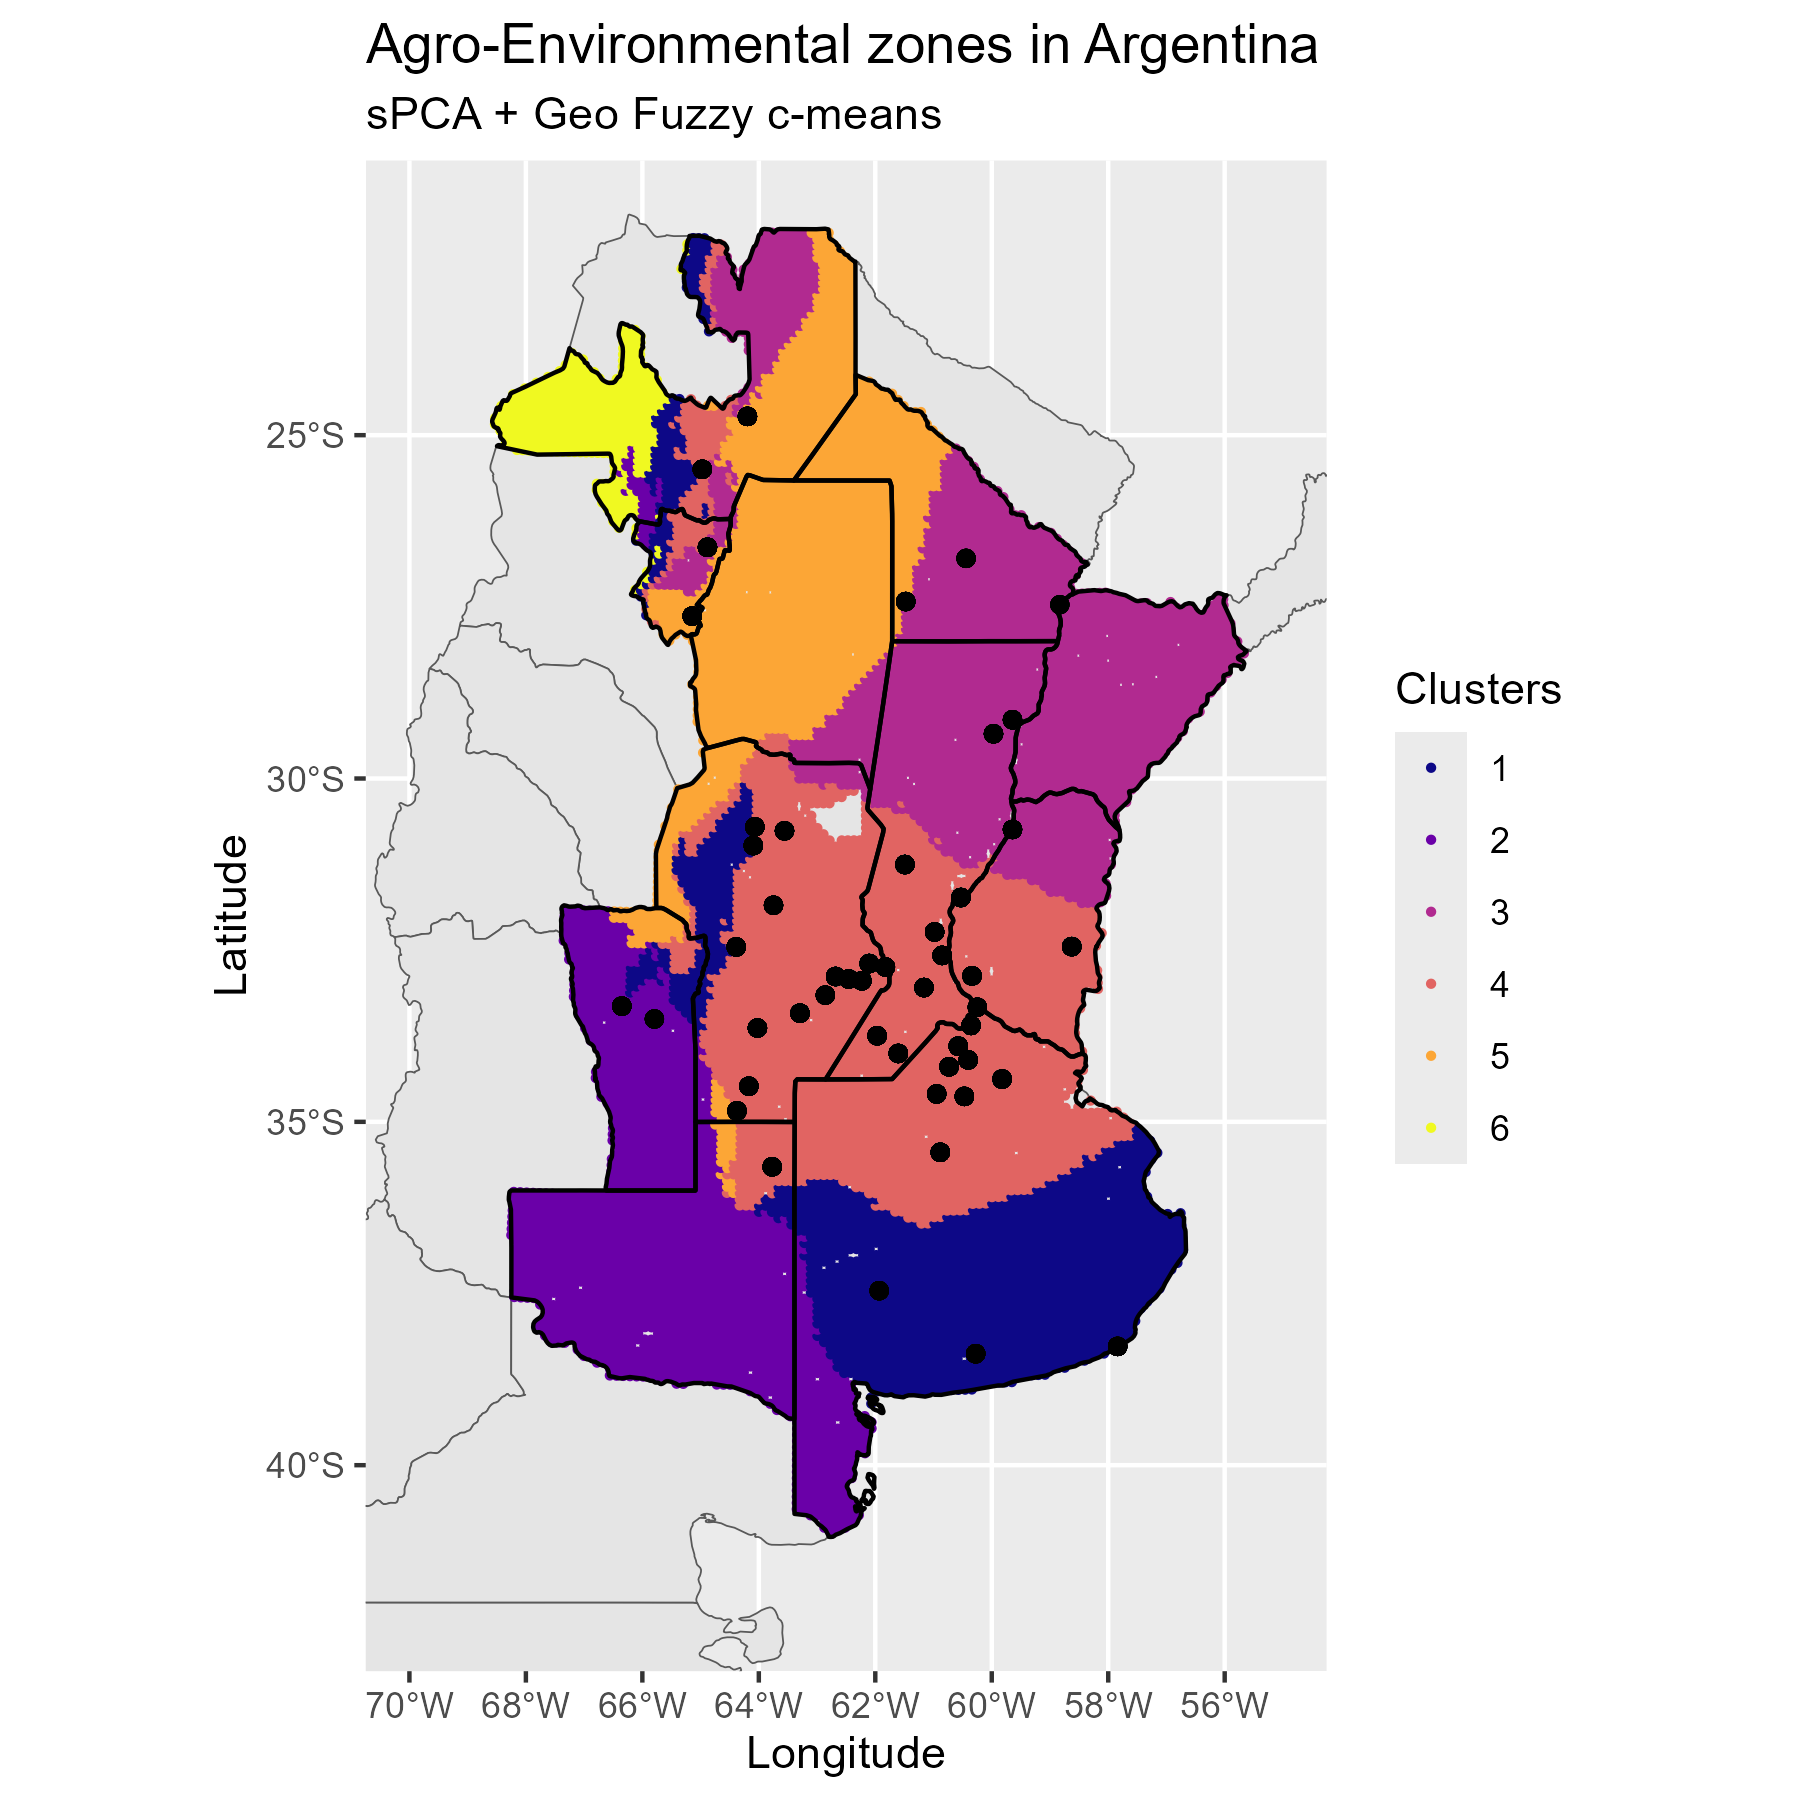 Agro-Environmental zones in Argentina
sPCA + Geo Fuzzy c-means
25°S
30°S
35°S
40°S
Latitude
70°W 68°W 66°W 64°W 62°W 60°W 58°W 56°W
Longitude
Clusters
1
2
3
4
5
6